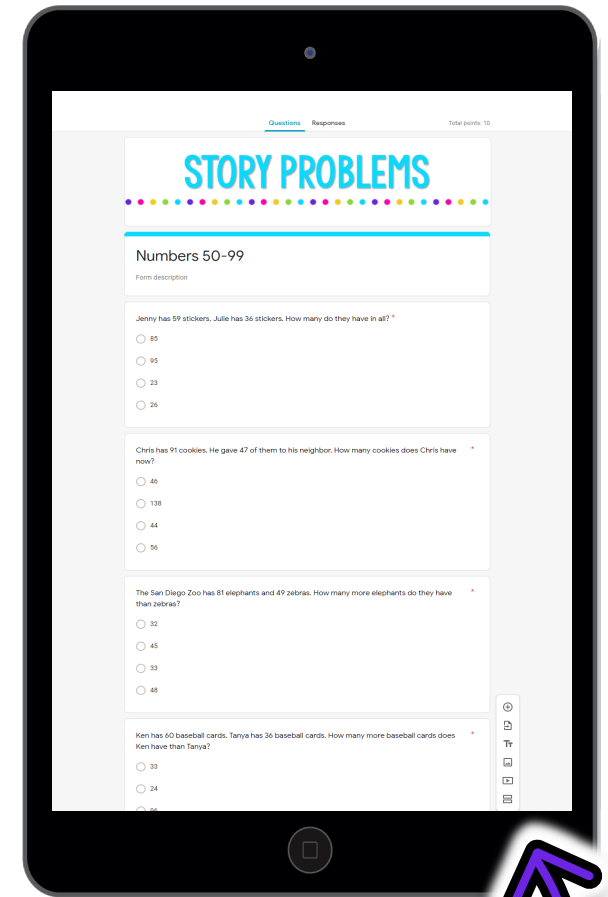 Questions Responses Total points: 10
STORY PROBLEMS
Numbers 50-99
Form description
Jenny has 59 stickers. Julie has 36 stickers. How many do they have in all? *
85
95
23
26
Chris has 91 cookies. He gave 47 of them to his neighbor. How many cookies does Chris have *
now?
46
138
44
56
The San Diego Zoo has 81 elephants and 49 zebras. How many more elephants do they have *
than zebras?
32
45
33
48
Ken has 60 baseball cards. Tanya has 36 baseball cards. How many more baseball cards does *
Ken have than Tanya?
33
24